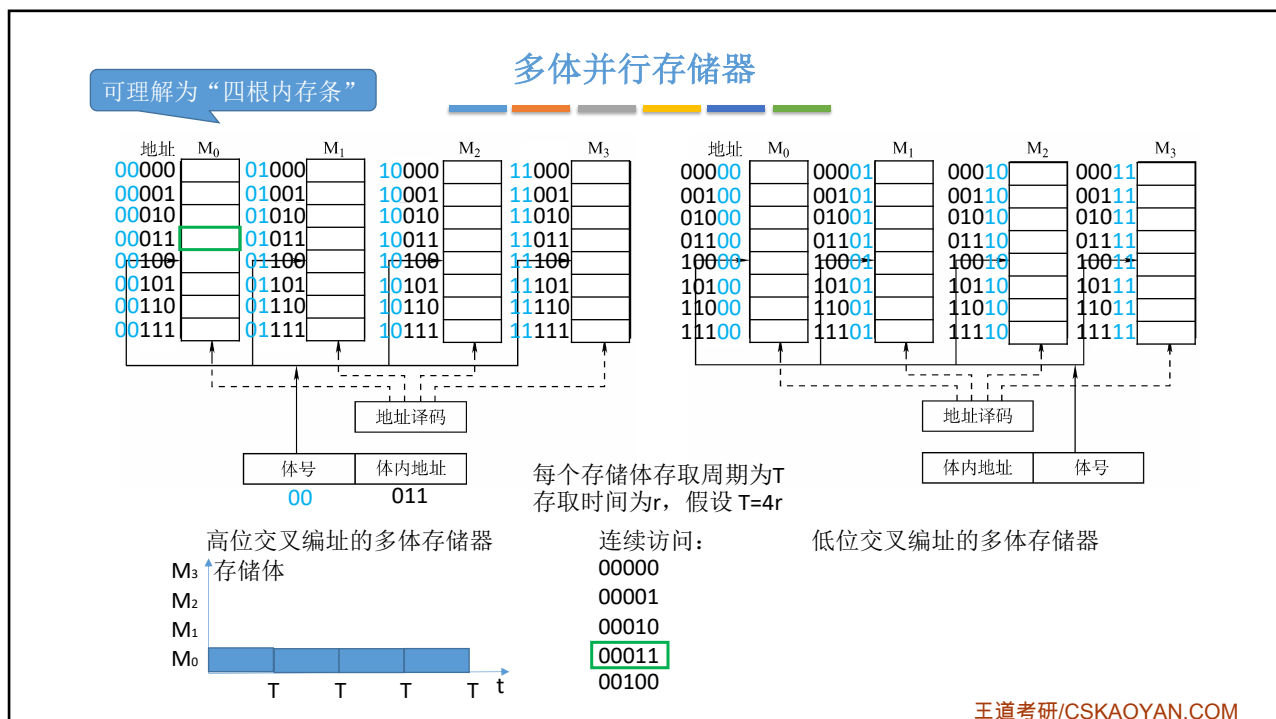 多体并行存储器
可理解为“四根内存条”
地址 M0 M1 M2 M3
00000 01000 10000 11000
00001 01001 10001 11001
00010 01010 10010 11010
00011 01011 10011 11011
00100 01100 10100 11100
00101 01101 10101 11101
00110 01110 10110 11110
00111 01111 10111 11111
地址译码
体号 体内地址
00 011
高位交叉编址的多体存储器
地址 M0 M1 M2 M3
00000 00001 00010 00011
00100 00101 00110 00111
01000 01001 01010 01011
01100 01101 01110 01111
10000 10001 10010 10011
10100 10101 10110 10111
11000 11001 11010 11011
11100 11101 11110 11111
地址译码
体内地址 体号
低位交叉编址的多体存储器
每个存储体存取周期为T
存取时间为r，假设 T=4r
存储体
M3
M2
M1
M0
T T T T t
连续访问：
00000
00001
00010
00011
00100
王道考研/CSKAOYAN.COM